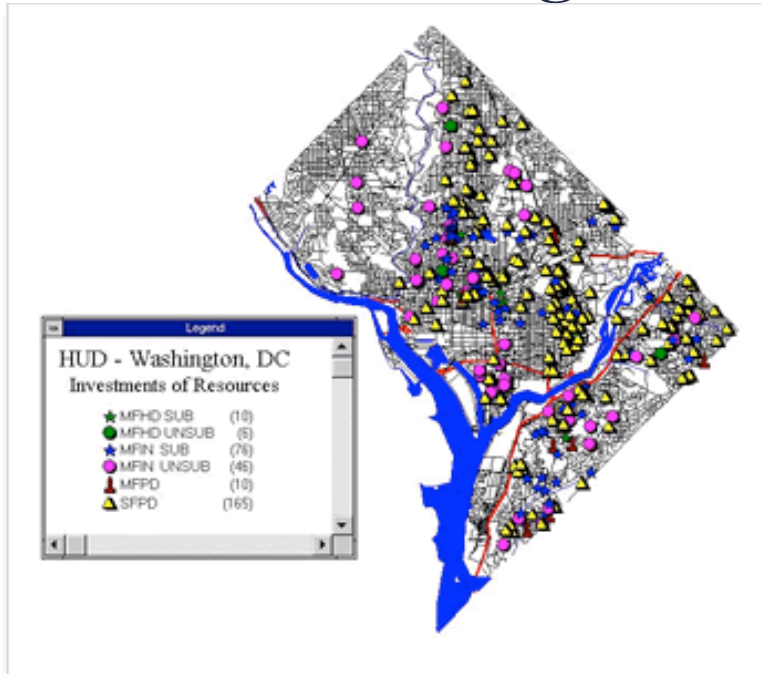 Legend
HUD - Washington, DC
Investments of Resources
MFHD SUB (10)
MFHD UNSUB (6)
MFIN SUB (76)
MFIN UNSUB (46)
MFPD (10)
SFPD (165)